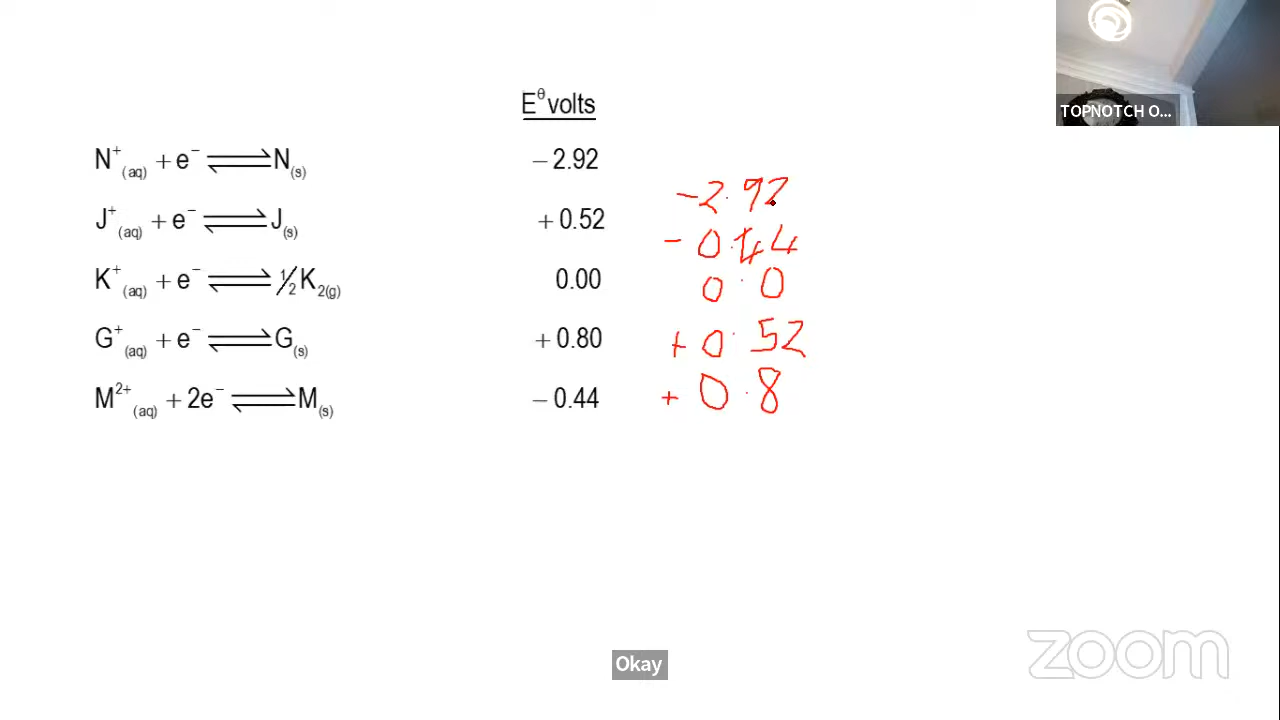 TOPNOTCH O...
E^θ volts
N⁺(aq) + e⁻ ⇌ N(s) −2.92
J⁺(aq) + e⁻ ⇌ J(s) +0.52
K⁺(aq) + e⁻ ⇌ ½K₂(g) 0.00
G⁺(aq) + e⁻ ⇌ G(s) +0.80
M²⁺(aq) + 2e⁻ ⇌ M(s) −0.44
-2.92
-0.44
0.0
+0.52
+0.8
Okay
zoom